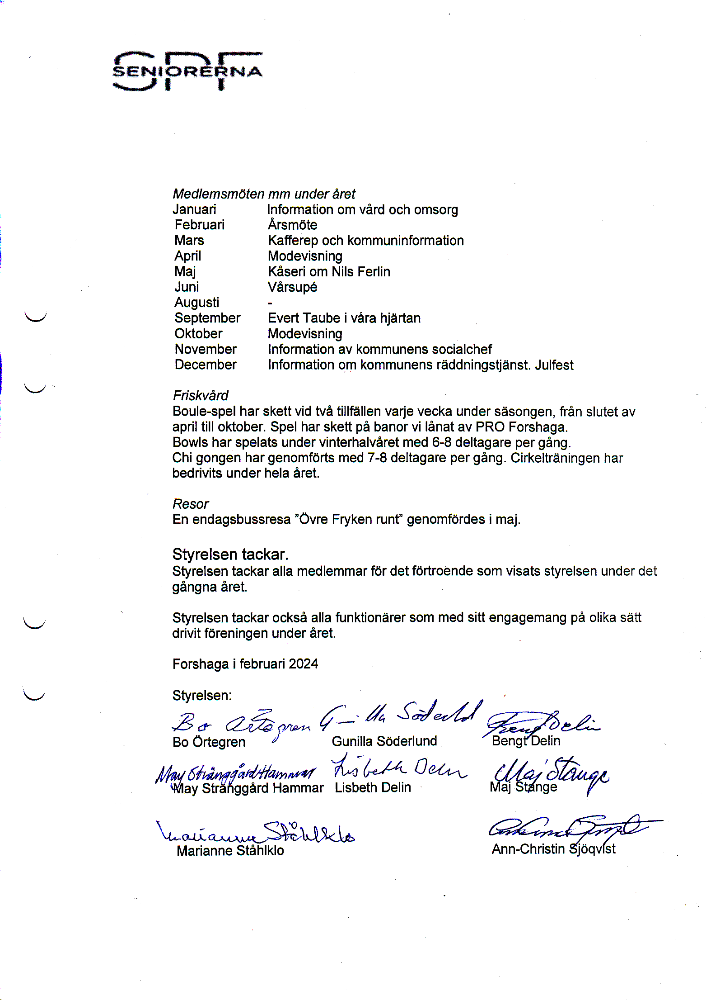 SPF
SENIORERNA
Medlemsmöten mm under året
Januari Information om vård och omsorg
Februari Årsmöte
Mars Kafferep och kommuninformation
April Modevisning
Maj Kåseri om Nils Ferlin
Juni Vårsupé
Augusti -
September Evert Taube i våra hjärtan
Oktober Modevisning
November Information av kommunens socialchef
December Information om kommunens räddningstjänst. Julfest
Friskvård
Boule-spel har skett vid två tillfällen varje vecka under säsongen, från slutet av
april till oktober. Spel har skett på banor vi lånat av PRO Forshaga.
Bowls har spelats under vinterhalvåret med 6-8 deltagare per gång.
Chi gongen har genomförts med 7-8 deltagare per gång. Cirkelträningen har
bedrivits under hela året.
Resor
En endagsbussresa ”Övre Fryken runt” genomfördes i maj.
Styrelsen tackar.
Styrelsen tackar alla medlemmar för det förtroende som visats styrelsen under det
gångna året.
Styrelsen tackar också alla funktionärer som med sitt engagemang på olika sätt
drivit föreningen under året.
Forshaga i februari 2024
Styrelsen:
Bo Örtegren Gunilla Söderlund Bengt Delin
Bo Örtegren Gunilla Söderlund Bengt Delin
May Strånggård Hammar Lisbeth Delin Maj Stange
May Strånggård Hammar Lisbeth Delin Maj Stange
Marianne Ståhlklo
Marianne Ståhlklo Ann-Christin Sjöqvist